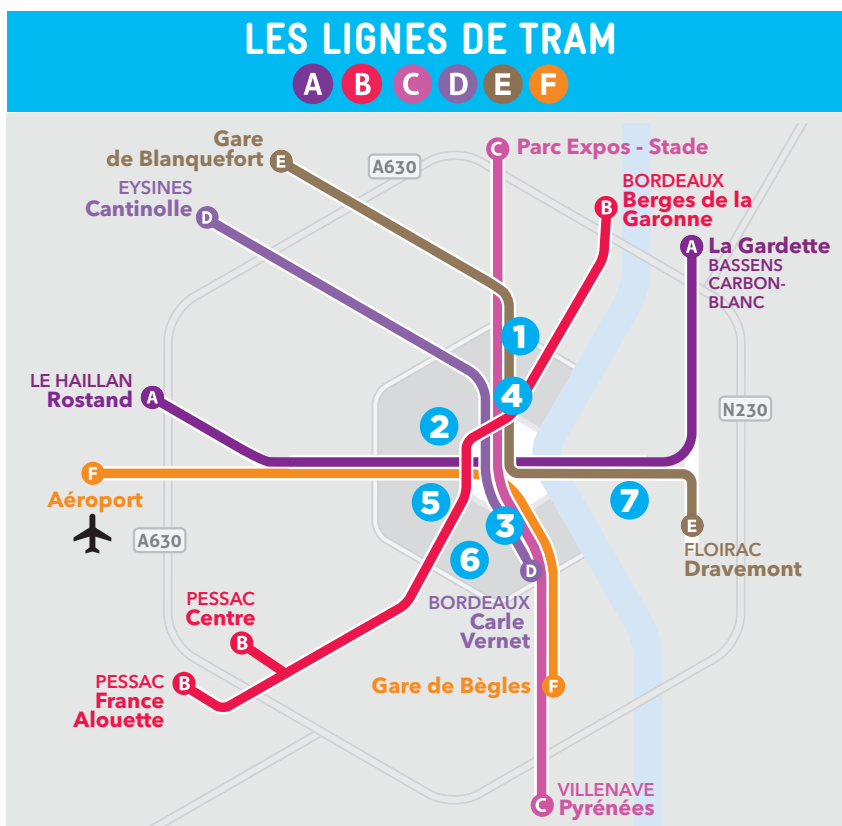 LES LIGNES DE TRAM
A B C D E F
Gare
de Blanquefort E
A630
C Parc Expos - Stade
EYSINES
Cantinolle
D
BORDEAUX
B Berges de la
Garonne
A La Gardette
BASSENS
CARBON-
BLANC
1
LE HAILLAN
Rostand A
4
N230
2
F
Aéroport
5
7
3
A630
E
6
D
FLOIRAC
Dravemont
PESSAC
Centre
B
BORDEAUX
Carle
Vernet
PESSAC
France
Alouette
B
Gare de Bègles F
VILLENAVE
C Pyrénées